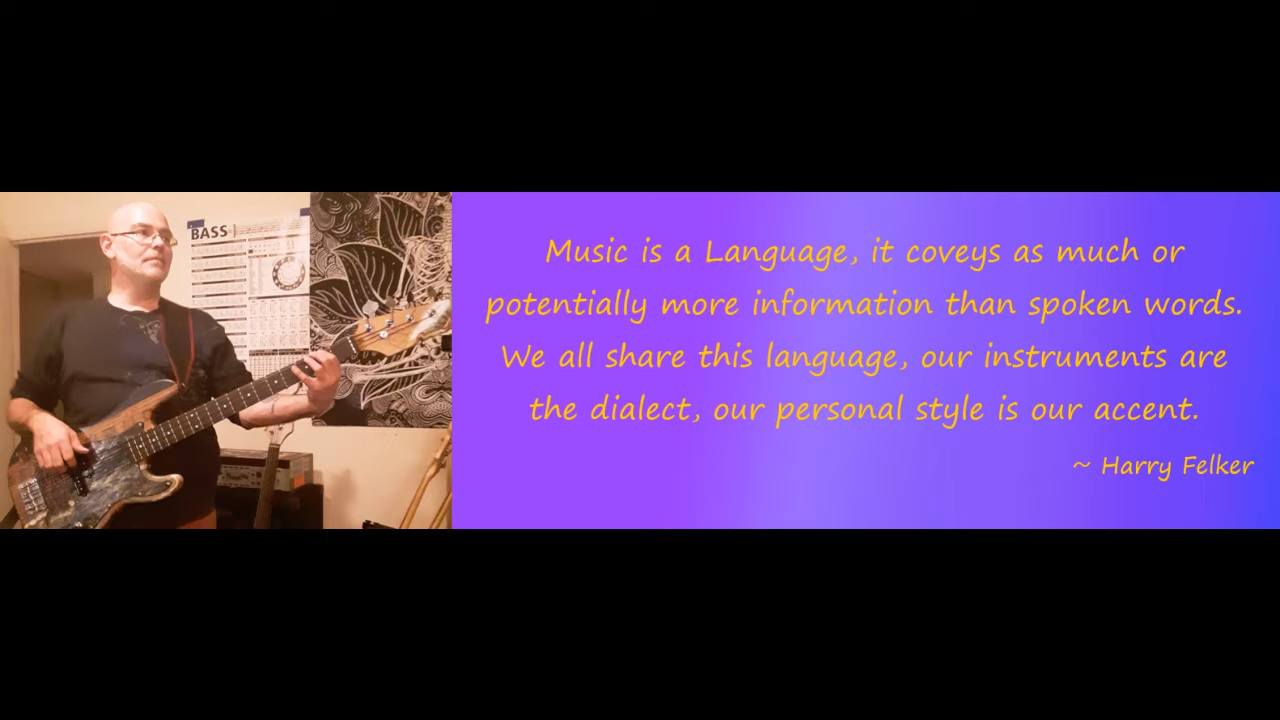 BASS
Music is a Language, it coveys as much or
potentially more information than spoken words.
We all share this language, our instruments are
the dialect, our personal style is our accent.
~ Harry Felker